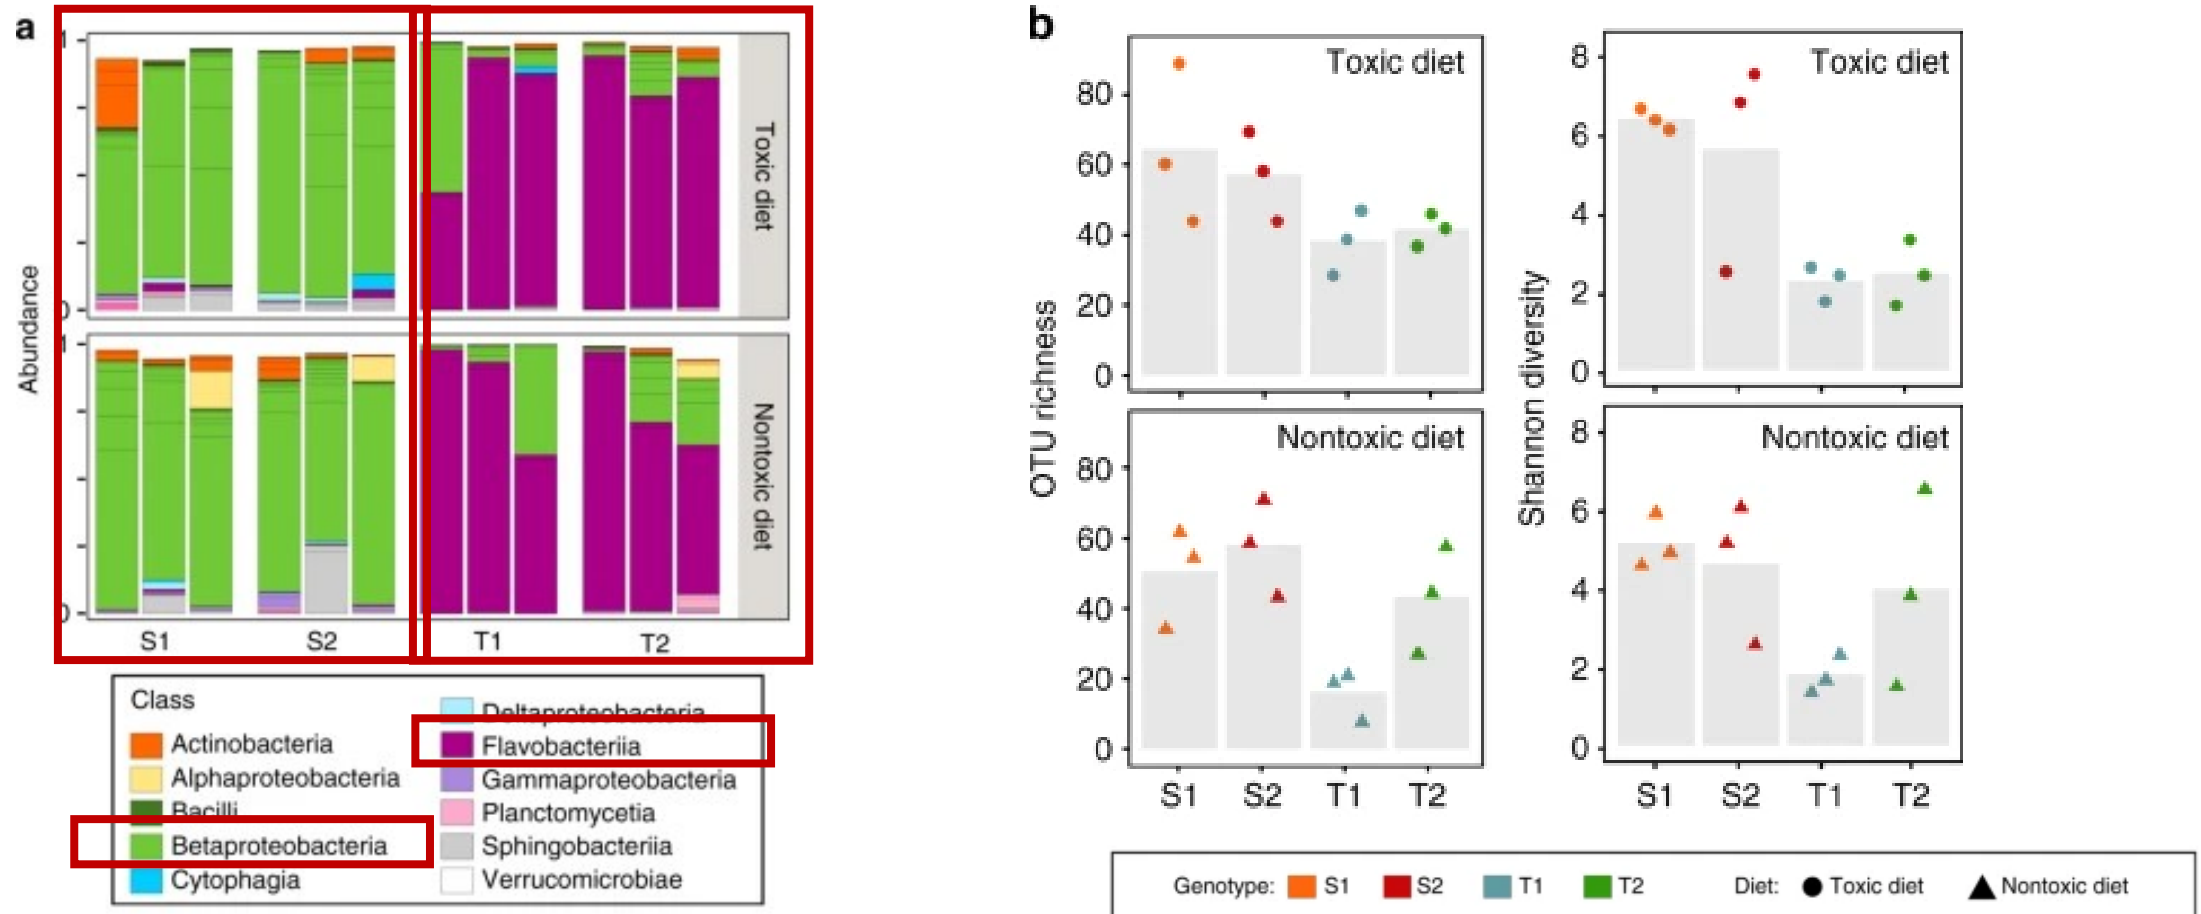 a
Abundance
1
0
Toxic diet
1
0
Nontoxic diet
S1 S2 T1 T2
Class
Actinobacteria
Alphaproteobacteria
Bacilli
Betaproteobacteria
Cytophagia
Deltaproteobacteria
Flavobacteriia
Gammaproteobacteria
Planctomycetia
Sphingobacteriia
Verrucomicrobiae
b
OTU richness
Toxic diet
80
60
40
20
0
Nontoxic diet
80
60
40
20
0
S1 S2 T1 T2
Shannon diversity
Toxic diet
8
6
4
2
0
Nontoxic diet
8
6
4
2
0
S1 S2 T1 T2
Genotype: S1 S2 T1 T2 Diet: Toxic diet Nontoxic diet